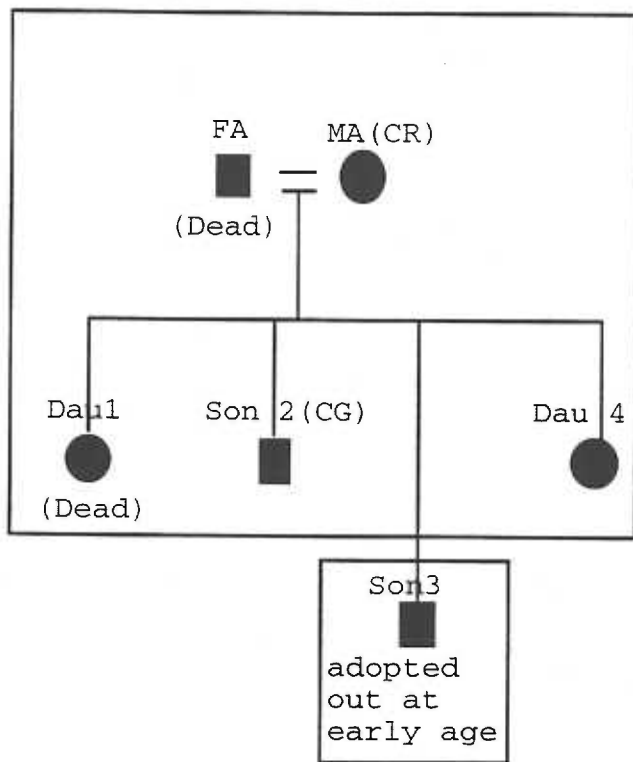 FA MA(CR)
(Dead)
Dau1 Son 2(CG) Dau 4
(Dead)
Son3
adopted
out at
early age